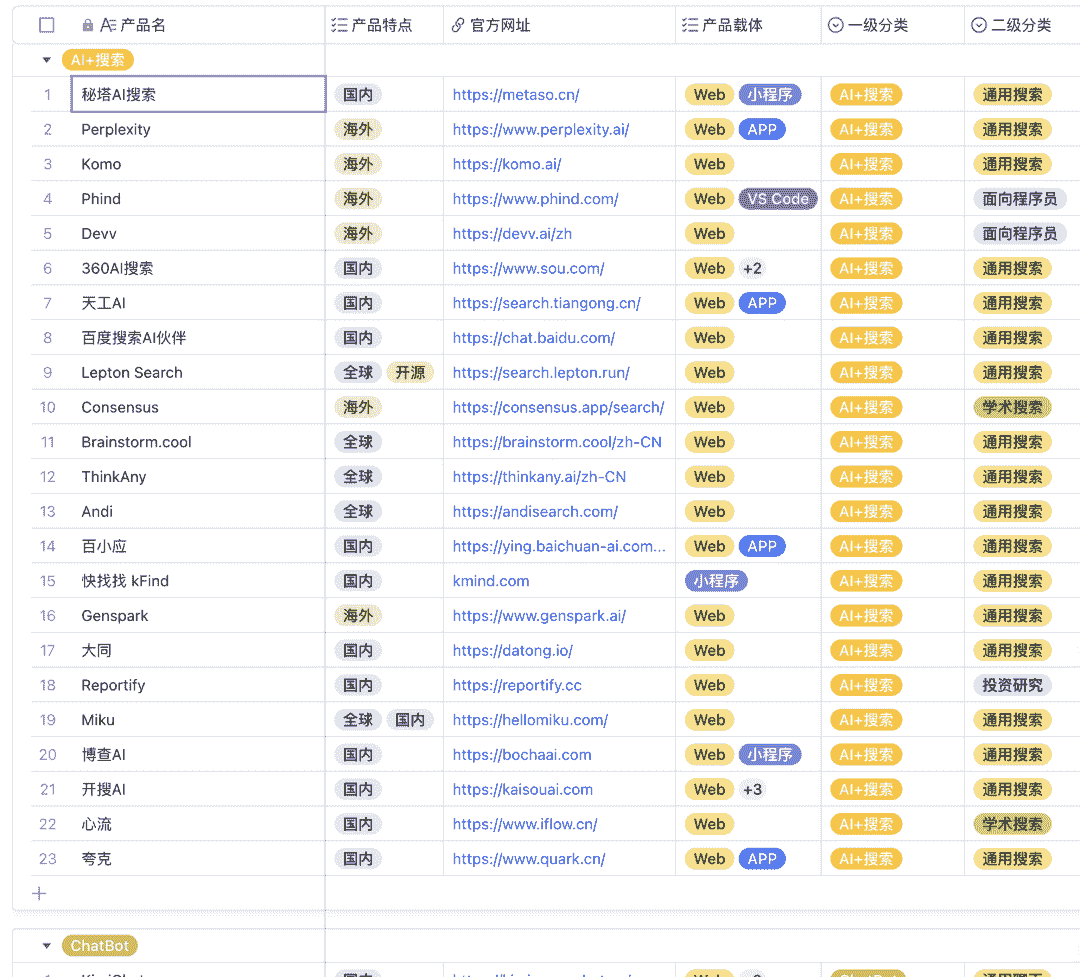 产品名 产品特点 官方网址 产品载体 一级分类 二级分类
AI+搜索
1 秘塔AI搜索 国内 https://metaso.cn/ Web 小程序 AI+搜索 通用搜索
2 Perplexity 海外 https://www.perplexity.ai/ Web APP AI+搜索 通用搜索
3 Komo 海外 https://komo.ai/ Web AI+搜索 通用搜索
4 Phind 海外 https://www.phind.com/ Web VS Code AI+搜索 面向程序员
5 Devv 海外 https://devv.ai/zh Web AI+搜索 面向程序员
6 360AI搜索 国内 https://www.sou.com/ Web +2 AI+搜索 通用搜索
7 天工AI 国内 https://search.tiangong.cn/ Web APP AI+搜索 通用搜索
8 百度搜索AI伙伴 国内 https://chat.baidu.com/ Web AI+搜索 通用搜索
9 Lepton Search 全球 开源 https://search.lepton.run/ Web AI+搜索 通用搜索
10 Consensus 海外 https://consensus.app/search/ Web AI+搜索 学术搜索
11 Brainstorm.cool 全球 https://brainstorm.cool/zh-CN Web AI+搜索 通用搜索
12 ThinkAny 全球 https://thinkany.ai/zh-CN Web AI+搜索 通用搜索
13 Andi 全球 https://andisearch.com/ Web AI+搜索 通用搜索
14 百小应 国内 https://ying.baichuan-ai.com... Web APP AI+搜索 通用搜索
15 快找找 kFind 国内 kmind.com 小程序 AI+搜索 通用搜索
16 Genspark 海外 https://www.genspark.ai/ Web AI+搜索 通用搜索
17 大同 国内 https://datong.io/ Web AI+搜索 通用搜索
18 Reportify 国内 https://reportify.cc Web AI+搜索 投资研究
19 Miku 全球 国内 https://hellomiku.com/ Web AI+搜索 通用搜索
20 博查AI 国内 https://bochaai.com Web 小程序 AI+搜索 通用搜索
21 开搜AI 国内 https://kaisouai.com Web +3 AI+搜索 通用搜索
22 心流 国内 https://www.iflow.cn/ Web AI+搜索 学术搜索
23 夸克 国内 https://www.quark.cn/ Web APP AI+搜索 通用搜索
ChatBot